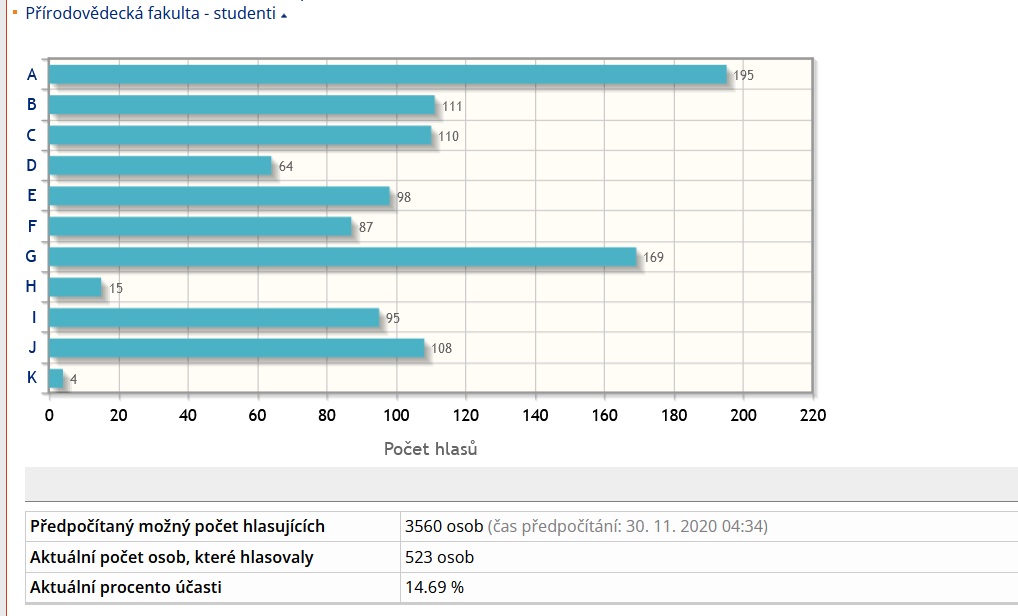 Přírodovědecká fakulta - studenti
A 195
B 111
C 110
D 64
E 98
F 87
G 169
H 15
I 95
J 108
K 4
0 20 40 60 80 100 120 140 160 180 200 220
Počet hlasů
Předpočítaný možný počet hlasujících 3560 osob (čas předpočítání: 30. 11. 2020 04:34)
Aktuální počet osob, které hlasovaly 523 osob
Aktuální procento účasti 14.69 %